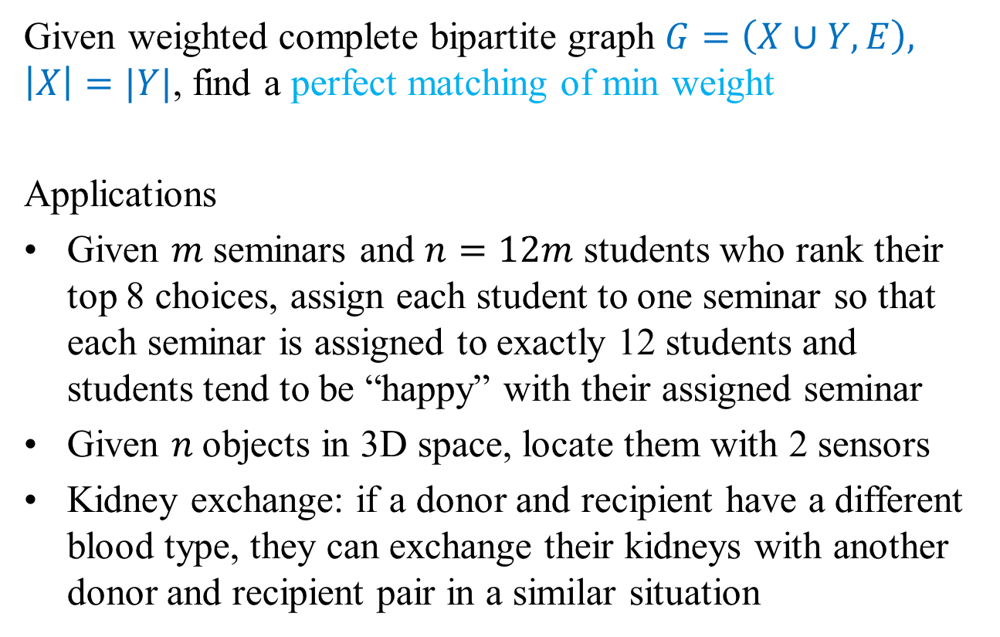 Given weighted complete bipartite graph G = (X ∪ Y, E),
|X| = |Y|, find a perfect matching of min weight
Applications
• Given m seminars and n = 12m students who rank their
top 8 choices, assign each student to one seminar so that
each seminar is assigned to exactly 12 students and
students tend to be “happy” with their assigned seminar
• Given n objects in 3D space, locate them with 2 sensors
• Kidney exchange: if a donor and recipient have a different
blood type, they can exchange their kidneys with another
donor and recipient pair in a similar situation